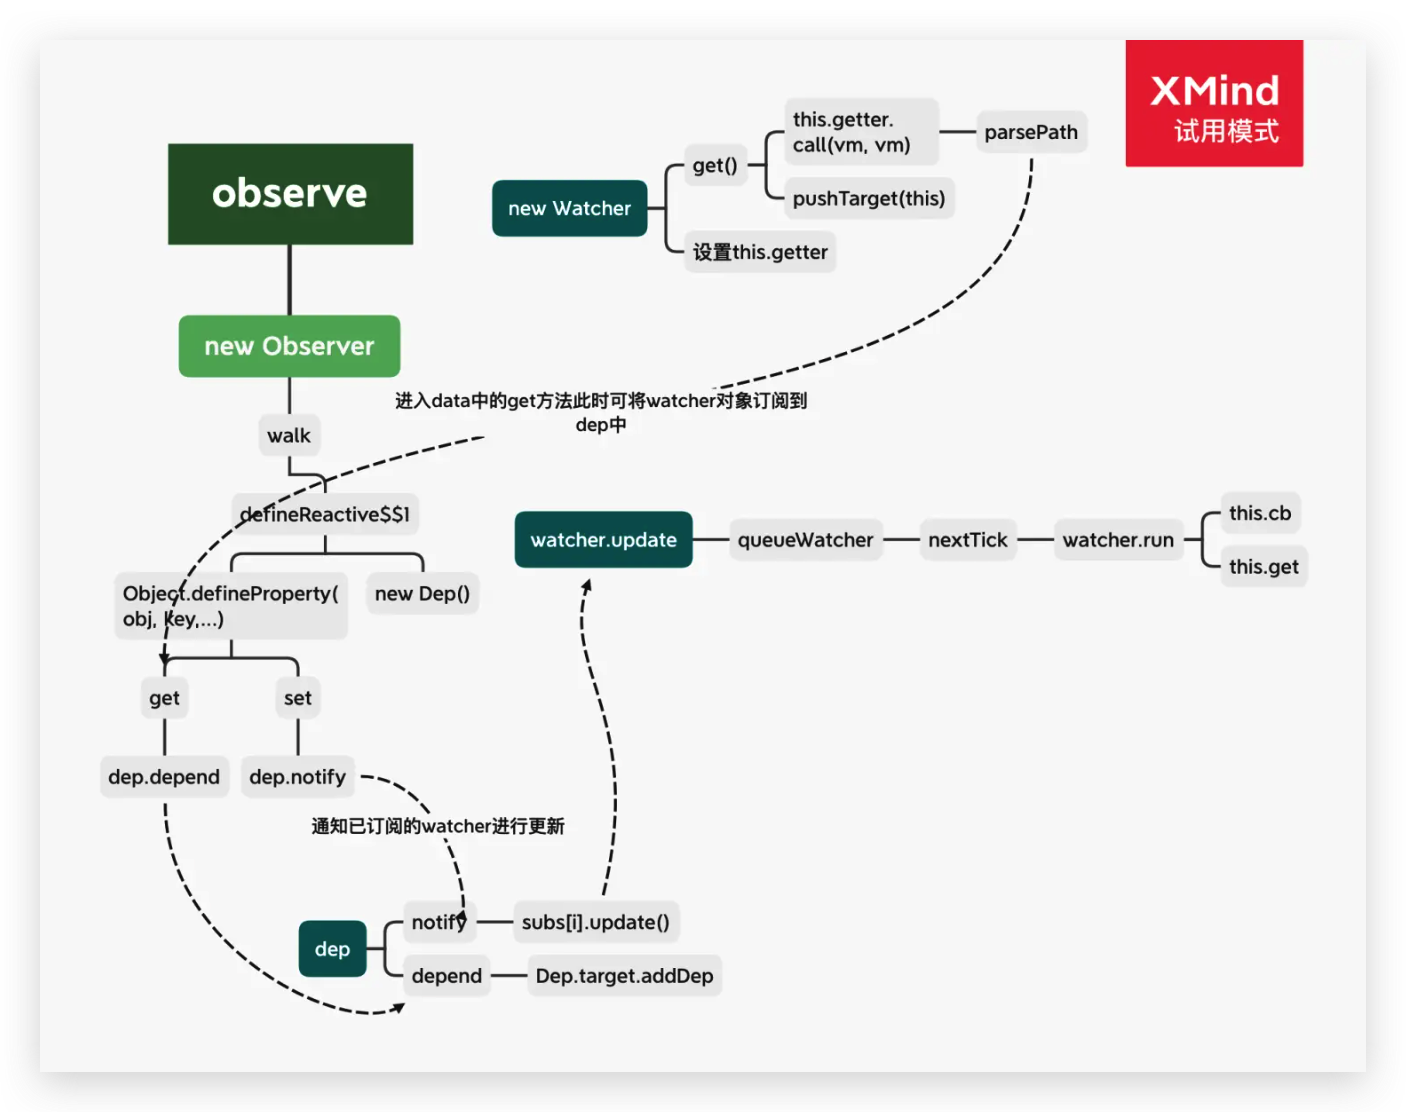 XMind
试用模式
observe
new Observer
walk
defineReactive$$1
Object.defineProperty(
obj, key,...)
new Dep()
get
set
dep.depend
dep.notify
new Watcher
get()
this.getter.
call(vm, vm)
parsePath
pushTarget(this)
设置this.getter
进入data中的get方法此时可将watcher对象订阅到
dep中
watcher.update
queueWatcher
nextTick
watcher.run
this.cb
this.get
通知已订阅的watcher进行更新
dep
notify
subs[i].update()
depend
Dep.target.addDep